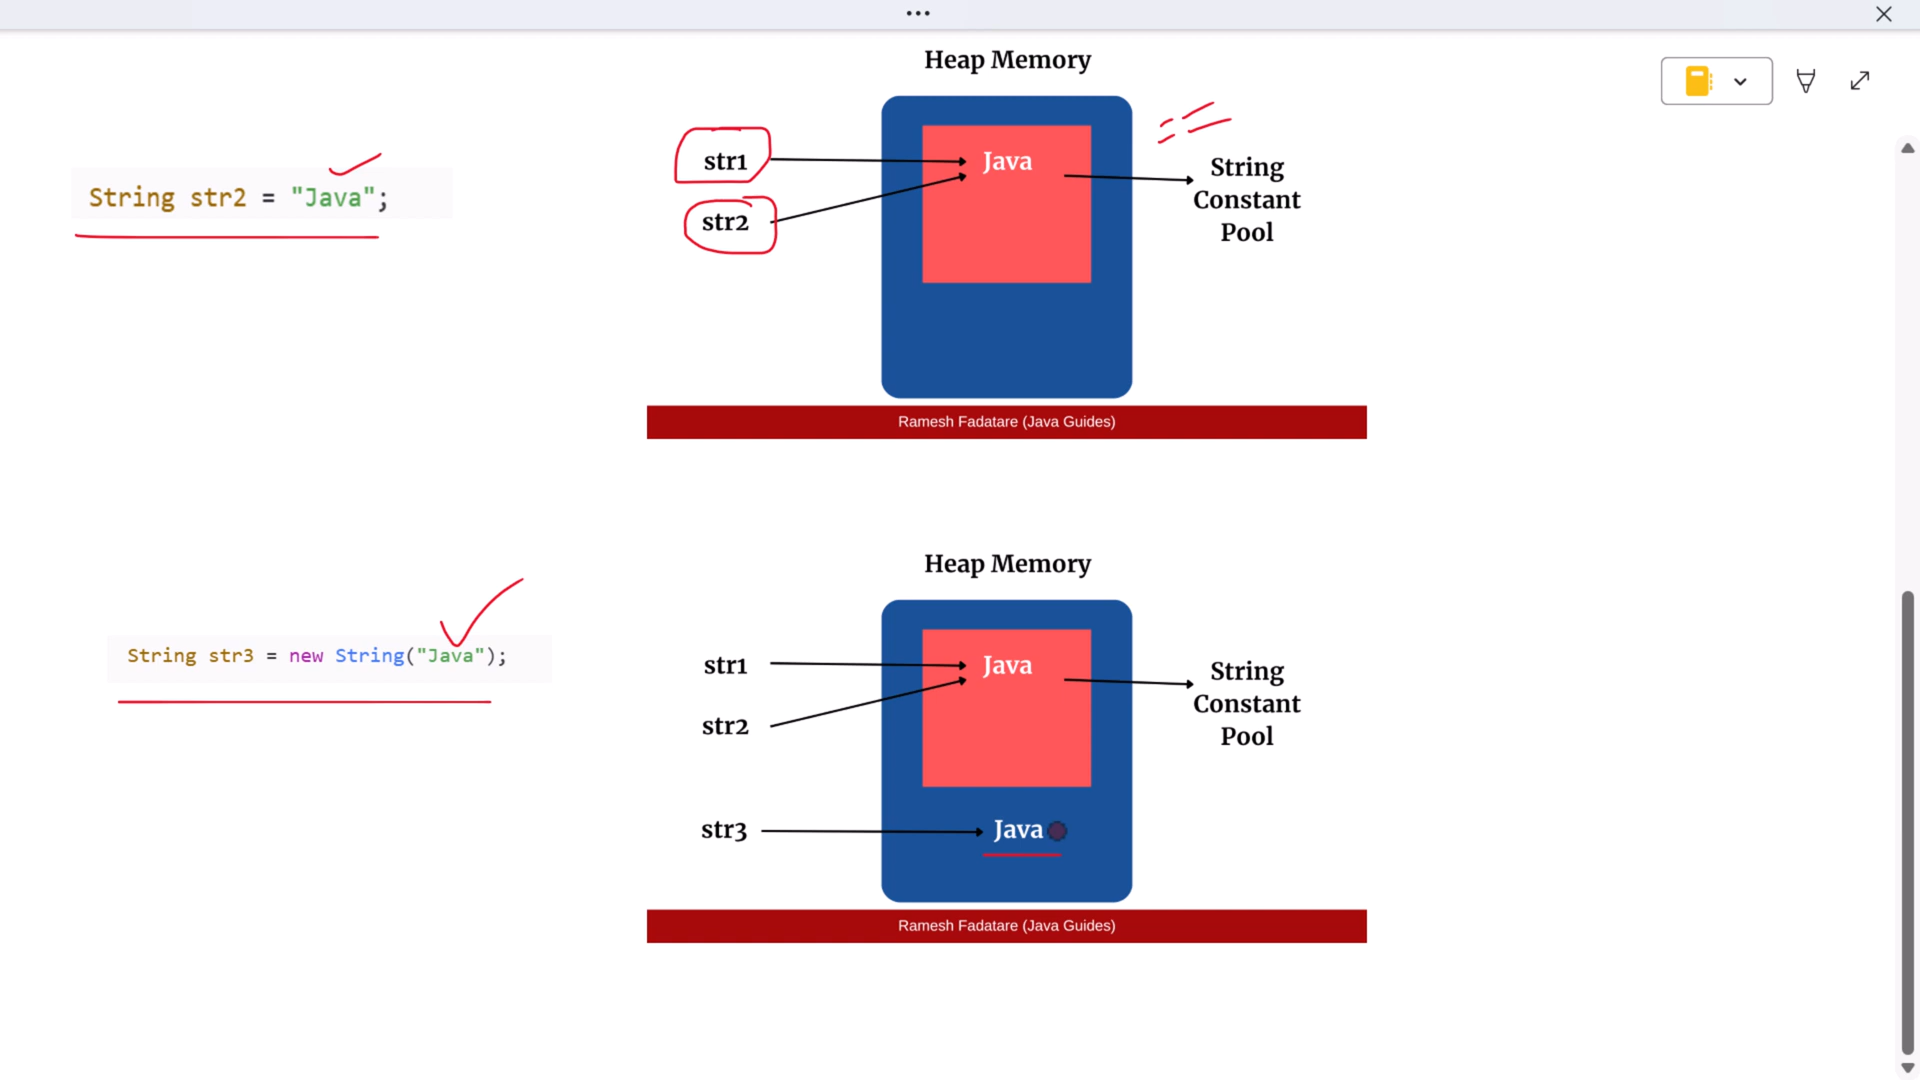 Heap Memory
String str2 = "Java";
str1
Java
str2
String
Constant
Pool
Ramesh Fadatare (Java Guides)
Heap Memory
String str3 = new String("Java");
str1
Java
str2
String
Constant
Pool
str3
Java
Ramesh Fadatare (Java Guides)